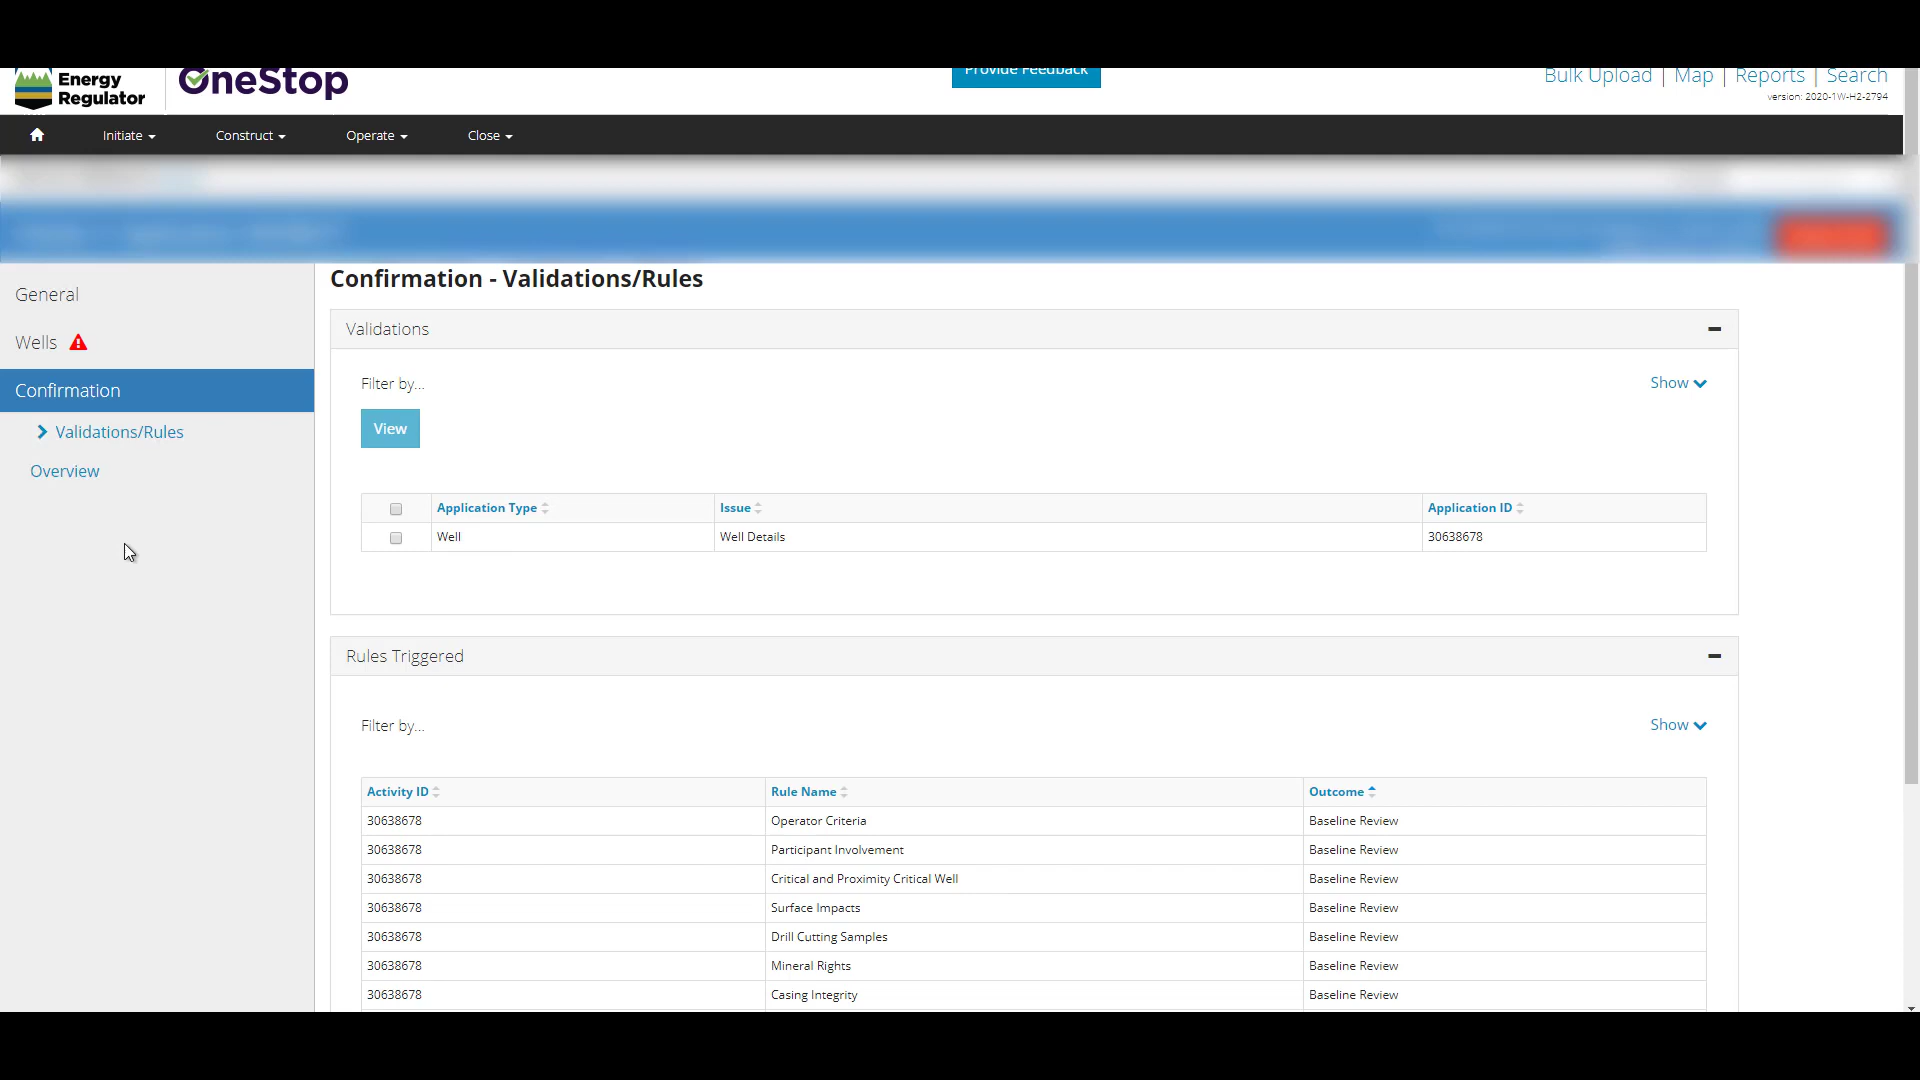 Energy
Regulator
OneStop
Provide Feedback
Bulk Upload | Map | Reports | Search
version: 2020-1W-H2-2794
Initiate
Construct
Operate
Close
General
Wells
Confirmation
Validations/Rules
Overview
Confirmation - Validations/Rules
Validations
Filter by...
Show
View
Application Type Issue Application ID
Well Well Details 30638678
Rules Triggered
Filter by...
Show
Activity ID Rule Name Outcome
30638678 Operator Criteria Baseline Review
30638678 Participant Involvement Baseline Review
30638678 Critical and Proximity Critical Well Baseline Review
30638678 Surface Impacts Baseline Review
30638678 Drill Cutting Samples Baseline Review
30638678 Mineral Rights Baseline Review
30638678 Casing Integrity Baseline Review